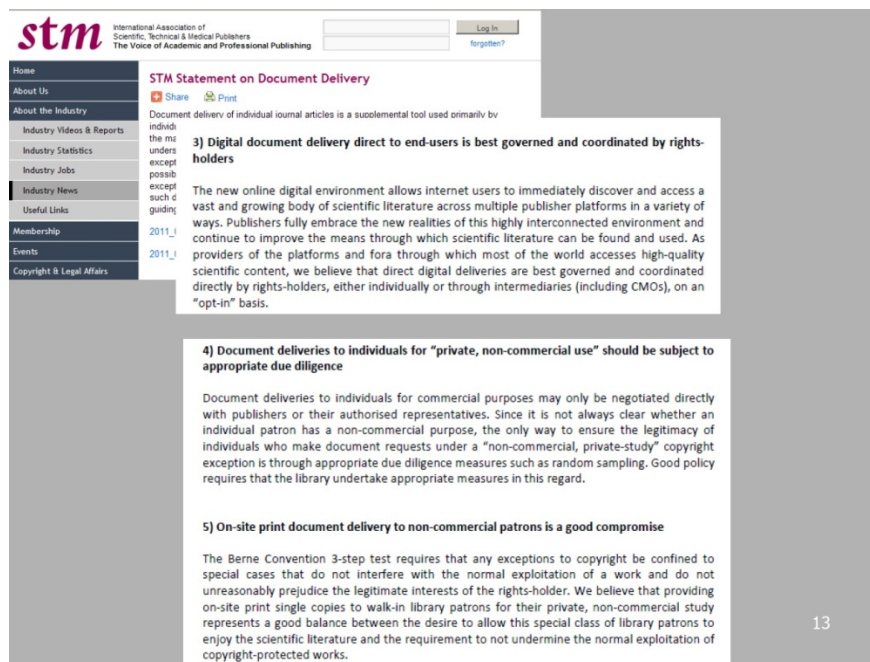 stm
International Association of
Scientific, Technical & Medical Publishers
The Voice of Academic and Professional Publishing
Log In
forgotten?
Home
About Us
About the Industry
Industry Videos & Reports
Industry Statistics
Industry Jobs
Industry News
Useful Links
Membership
Events
Copyright & Legal Affairs
STM Statement on Document Delivery
Share Print
Document delivery of individual journal articles is a supplemental tool used primarily by
the
except
possib
except
such d
guiding
2011_
2011_
3) Digital document delivery direct to end-users is best governed and coordinated by rights-
holders
The new online digital environment allows internet users to immediately discover and access a
vast and growing body of scientific literature across multiple publisher platforms in a variety of
ways. Publishers fully embrace the new realities of this highly interconnected environment and
continue to improve the means through which scientific literature can be found and used. As
providers of the platforms and fora through which most of the world accesses high-quality
scientific content, we believe that direct digital deliveries are best governed and coordinated
directly by rights-holders, either individually or through intermediaries (including CMOs), on an
“opt-in” basis.
4) Document deliveries to individuals for “private, non-commercial use” should be subject to
appropriate due diligence
Document deliveries to individuals for commercial purposes may only be negotiated directly
with publishers or their authorised representatives. Since it is not always clear whether an
individual patron has a non-commercial purpose, the only way to ensure the legitimacy of
individuals who make document requests under a “non-commercial, private-study” copyright
exception is through appropriate due diligence measures such as random sampling. Good policy
requires that the library undertake appropriate measures in this regard.
5) On-site print document delivery to non-commercial patrons is a good compromise
The Berne Convention 3-step test requires that any exceptions to copyright be confined to
special cases that do not interfere with the normal exploitation of a work and do not
unreasonably prejudice the legitimate interests of the rights-holder. We believe that providing
on-site print single copies to walk-in library patrons for their private, non-commercial study
represents a good balance between the desire to allow this special class of library patrons to
enjoy the scientific literature and the requirement to not undermine the normal exploitation of
copyright-protected works.
13